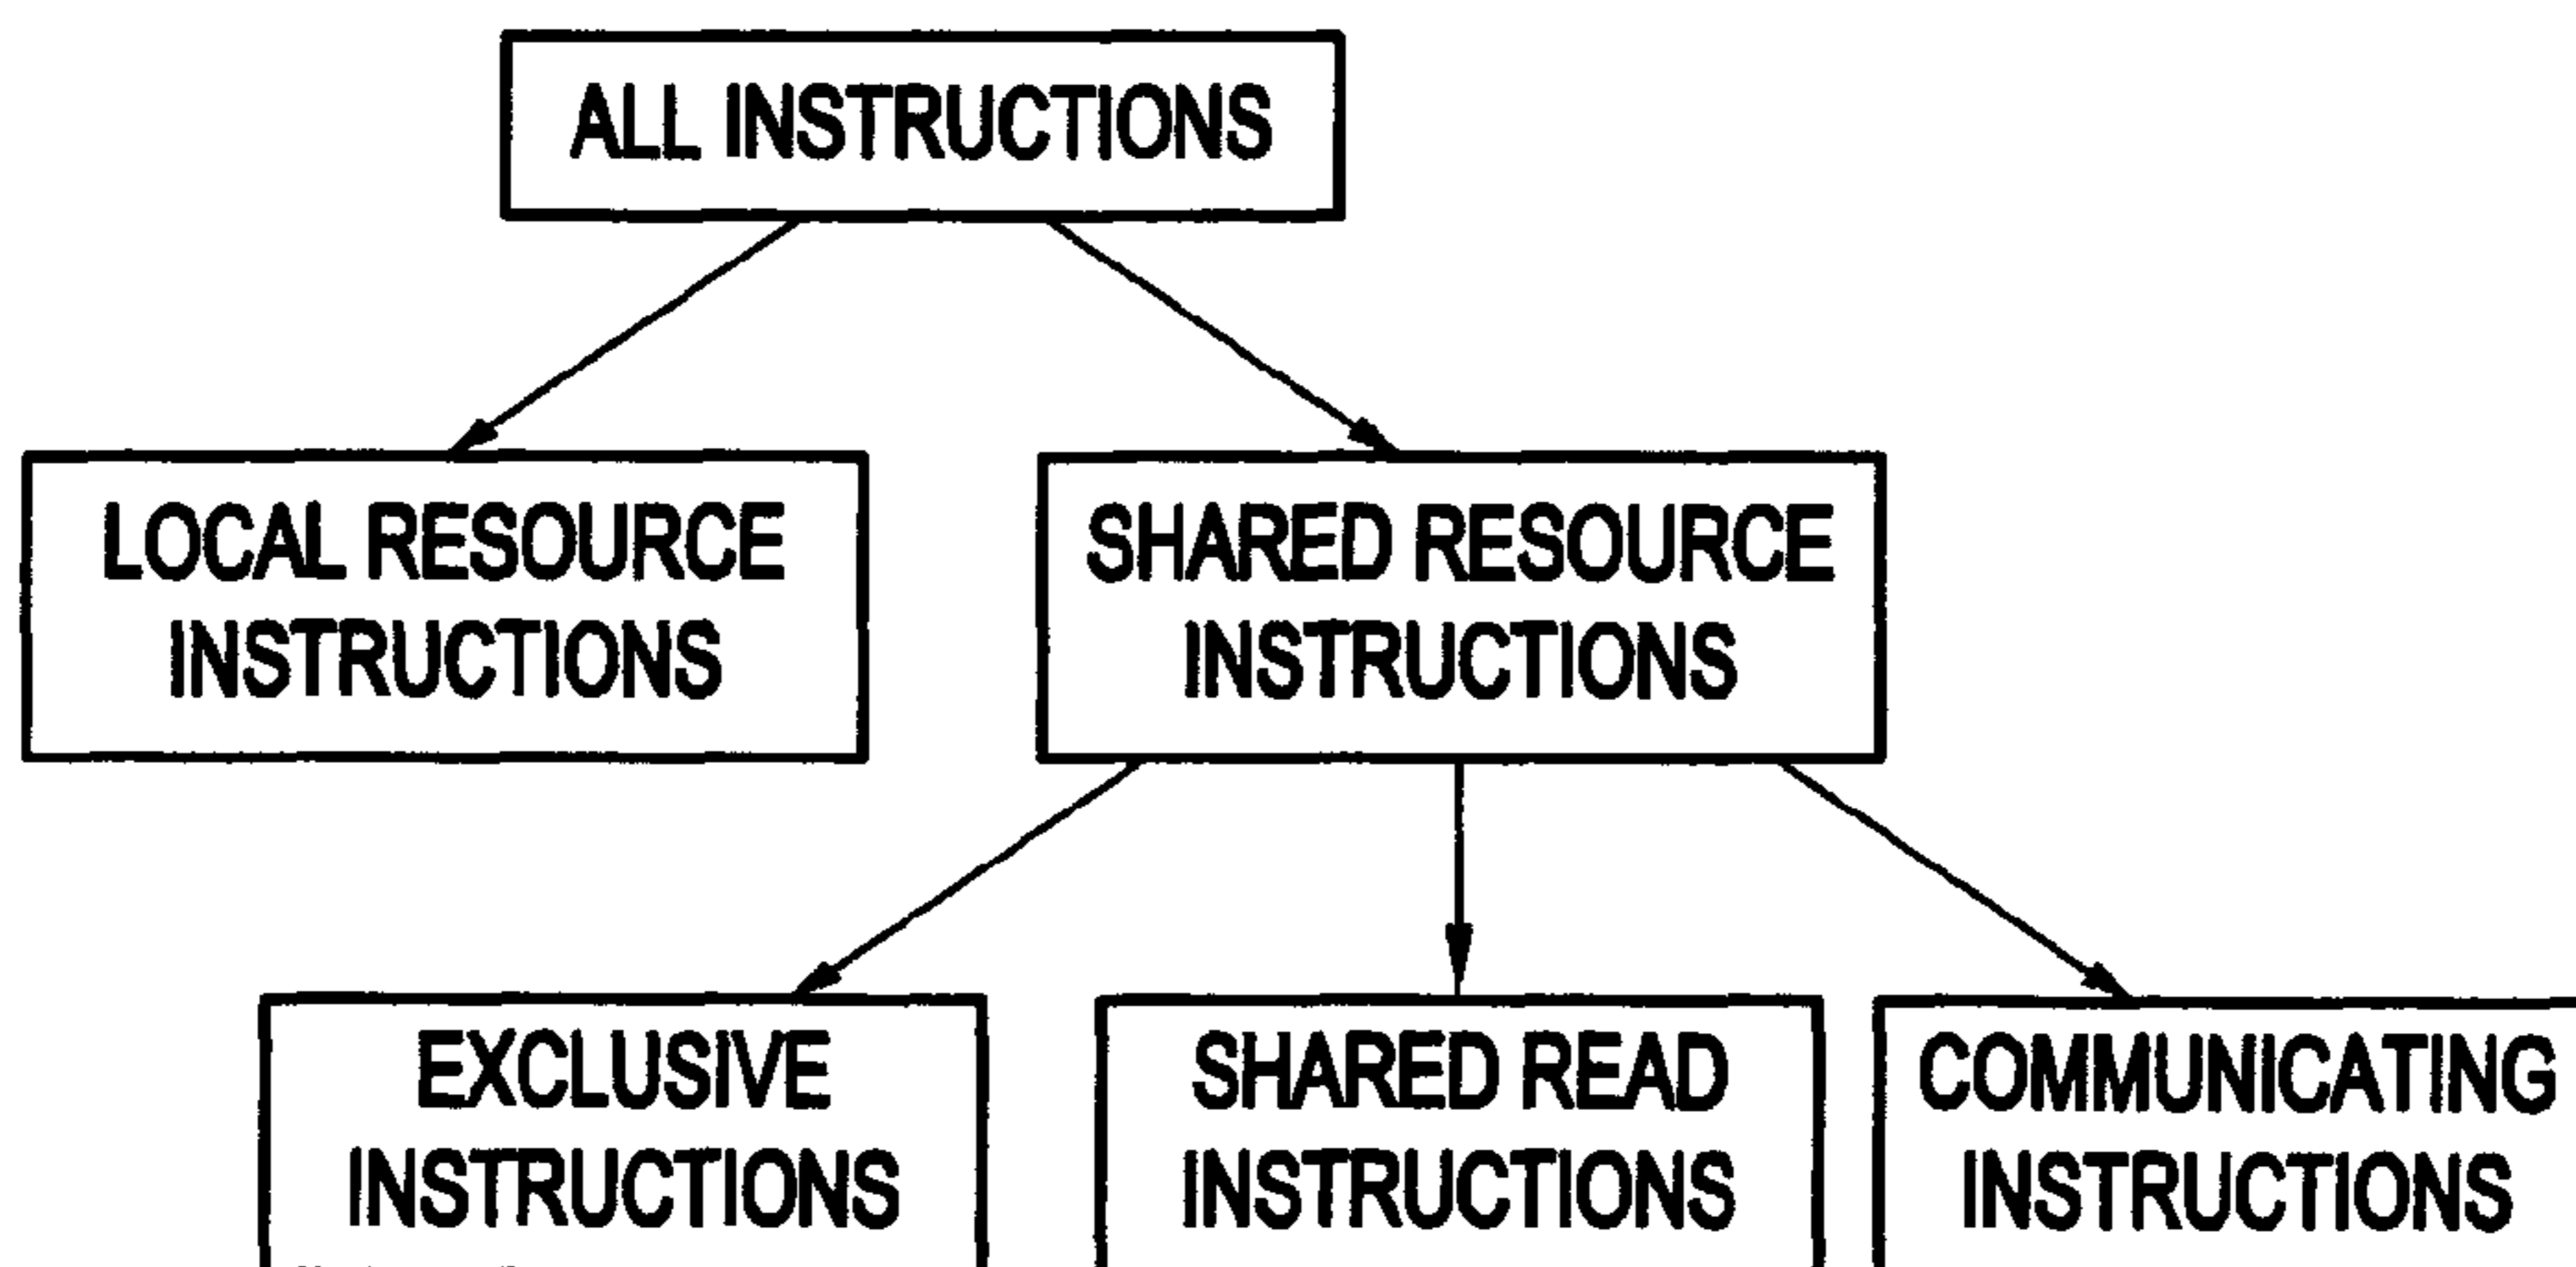 ALL INSTRUCTIONS
LOCAL RESOURCE
INSTRUCTIONS
SHARED RESOURCE
INSTRUCTIONS
EXCLUSIVE
INSTRUCTIONS
SHARED READ
INSTRUCTIONS
COMMUNICATING
INSTRUCTIONS